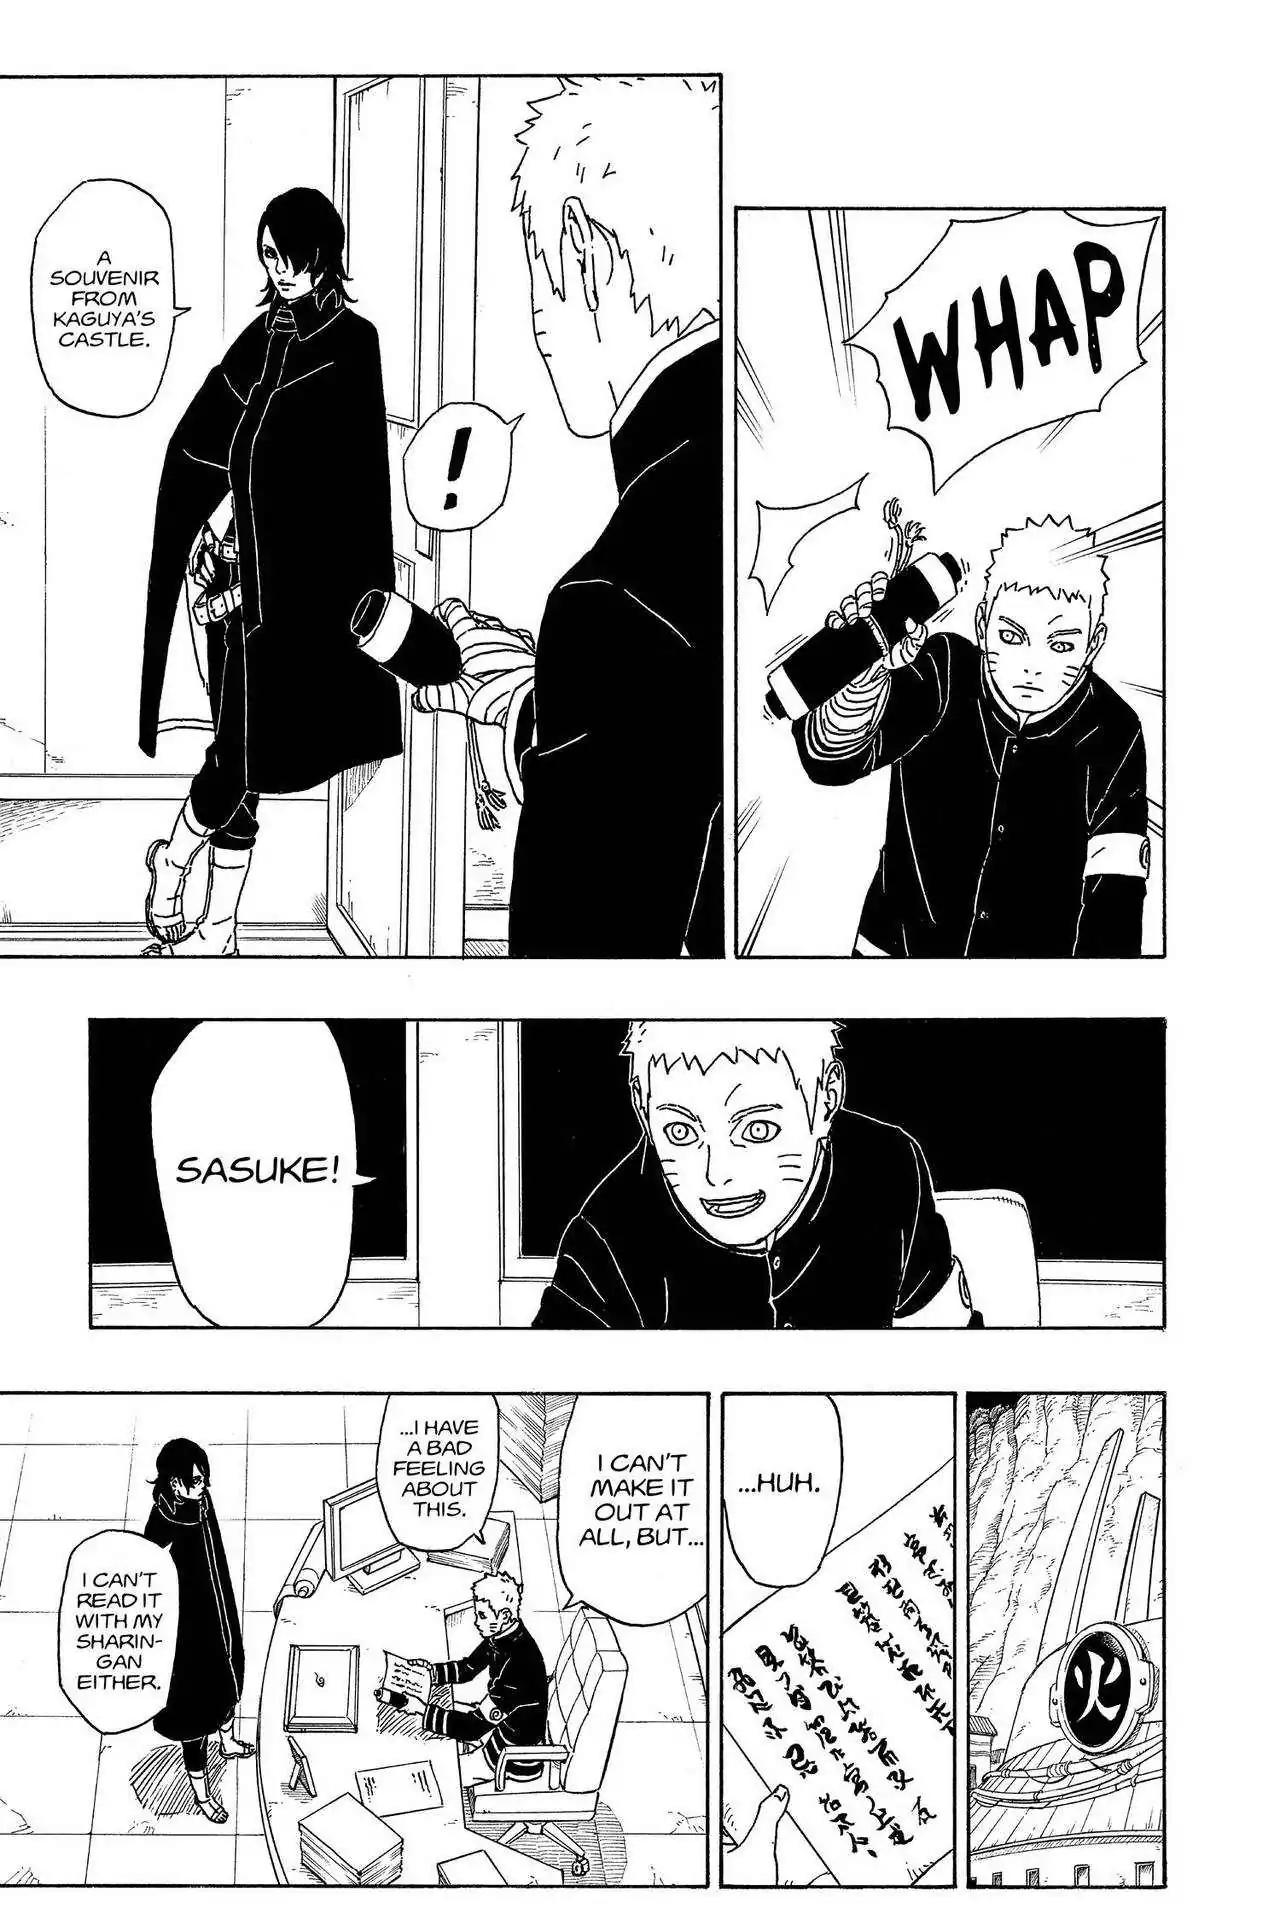 WHAP
!
A
SOUVENIR
FROM
KAGUYA'S
CASTLE.
SASUKE!
火
...HUH.
I CAN'T
MAKE IT
OUT AT
ALL, BUT...
...I HAVE
A BAD
FEELING
ABOUT
THIS.
I CAN'T
READ IT
WITH MY
SHARIN-
GAN
EITHER.